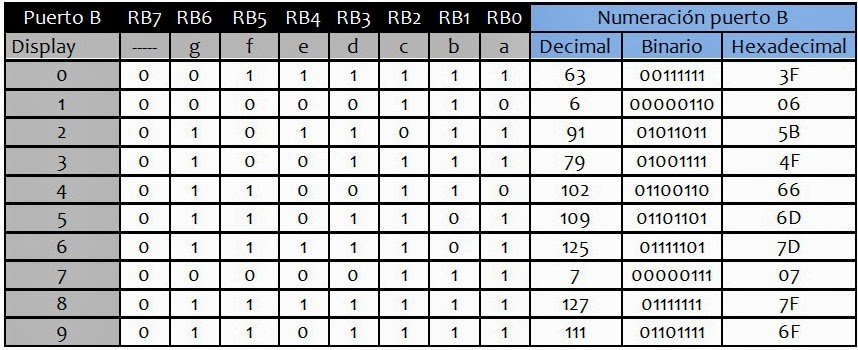 Puerto B RB7 RB6 RB5 RB4 RB3 RB2 RB1 RB0 Numeración puerto B
Display ----- g f e d c b a Decimal Binario Hexadecimal
0 0 0 1 1 1 1 1 1 63 00111111 3F
1 0 0 0 0 0 1 1 0 6 00000110 06
2 0 1 0 1 1 0 1 1 91 01011011 5B
3 0 1 0 0 1 1 1 1 79 01001111 4F
4 0 1 1 0 0 1 1 0 102 01100110 66
5 0 1 1 0 1 1 0 1 109 01101101 6D
6 0 1 1 1 1 1 0 1 125 01111101 7D
7 0 0 0 0 0 1 1 1 7 00000111 07
8 0 1 1 1 1 1 1 1 127 01111111 7F
9 0 1 1 0 1 1 1 1 111 01101111 6F